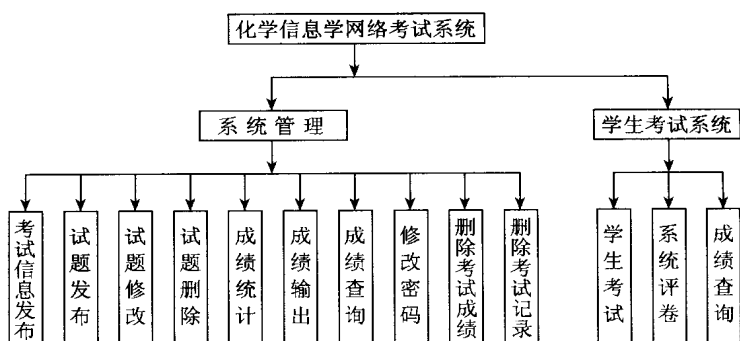 化学信息学网络考试系统
系统管理
学生考试系统
考试信息发布
试题发布
试题修改
试题删除
成绩统计
成绩输出
成绩查询
修改密码
删除考试成绩
删除考试记录
学生考试
系统评卷
成绩查询